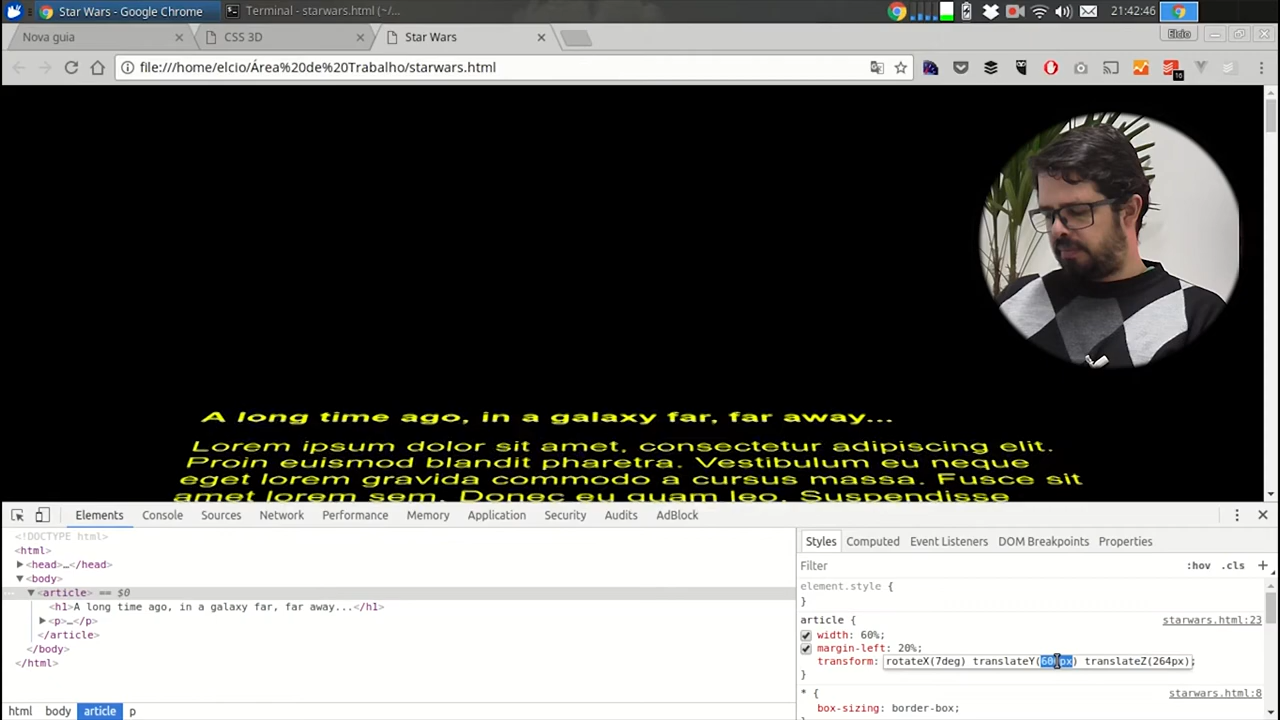 Star Wars - Google Chrome
Terminal - starwars.html (~/...
21:42:46
Nova guia
CSS 3D
Star Wars
Elcio
file:///home/elcio/Área%20de%20Trabalho/starwars.html
16
A long time ago, in a galaxy far, far away...
Lorem ipsum dolor sit amet, consectetur adipiscing elit.
Proin euismod blandit pharetra. Vestibulum eu neque
eget lorem gravida commodo a cursus massa. Fusce sit
amet lorem sem. Donec eu quam leo. Suspendisse
Elements
Console
Sources
Network
Performance
Memory
Application
Security
Audits
AdBlock
<!DOCTYPE html>
<html>
<head>…</head>
<body>
<article> == $0
<h1>A long time ago, in a galaxy far, far away...</h1>
<p>…</p>
</article>
</body>
</html>
html body article p
Styles
Computed
Event Listeners
DOM Breakpoints
Properties
Filter
:hov .cls +
element.style {
}
article { starwars.html:23
width: 60%;
margin-left: 20%;
transform: rotateX(7deg) translateY( ) translateZ(264px);
}
* { starwars.html:8
box-sizing: border-box;